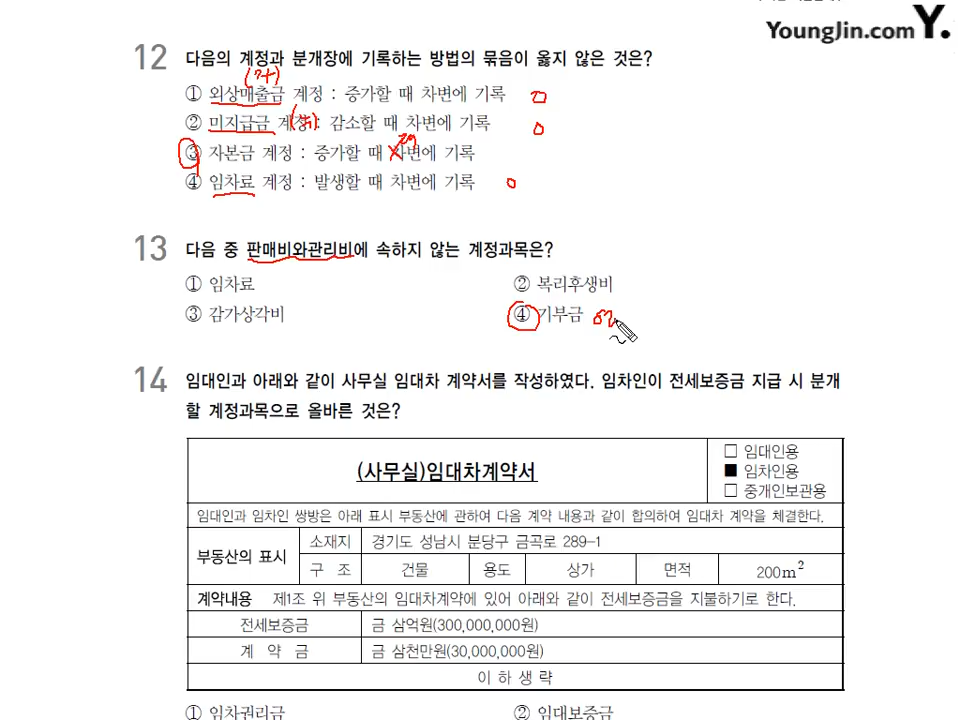 YoungJin.com Y.
12 다음의 계정과 분개장에 기록하는 방법의 묶음이 옳지 않은 것은?
① 외상매출금 계정 : 증가할 때 차변에 기록
② 미지급금 계정 : 감소할 때 차변에 기록
③ 자본금 계정 : 증가할 때 차변에 기록
④ 임차료 계정 : 발생할 때 차변에 기록
13 다음 중 판매비와관리비에 속하지 않는 계정과목은?
① 임차료 ② 복리후생비
③ 감가상각비 ④ 기부금
14 임대인과 아래와 같이 사무실 임대차 계약서를 작성하였다. 임차인이 전세보증금 지급 시 분개
할 계정과목으로 올바른 것은?
(사무실)임대차계약서
□ 임대인용
■ 임차인용
□ 중개인보관용
임대인과 임차인 쌍방은 아래 표시 부동산에 관하여 다음 계약 내용과 같이 합의하여 임대차 계약을 체결한다.
부동산의 표시 소재지 경기도 성남시 분당구 금곡로 289-1
구 조 건물 용도 상가 면적 200m²
계약내용 제1조 위 부동산의 임대차계약에 있어 아래와 같이 전세보증금을 지불하기로 한다.
전세보증금 금 삼억원(300,000,000원)
계 약 금 금 삼천만원(30,000,000원)
이 하 생 략
① 임차권리금 ② 임대보증금